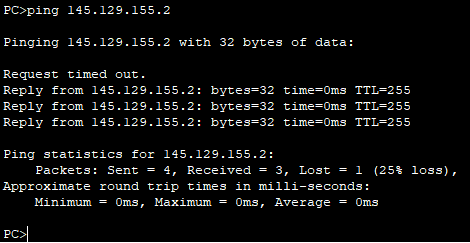 PC>ping 145.129.155.2
Pinging 145.129.155.2 with 32 bytes of data:
Request timed out.
Reply from 145.129.155.2: bytes=32 time=0ms TTL=255
Reply from 145.129.155.2: bytes=32 time=0ms TTL=255
Reply from 145.129.155.2: bytes=32 time=0ms TTL=255
Ping statistics for 145.129.155.2:
Packets: Sent = 4, Received = 3, Lost = 1 (25% loss),
Approximate round trip times in milli-seconds:
Minimum = 0ms, Maximum = 0ms, Average = 0ms
PC>